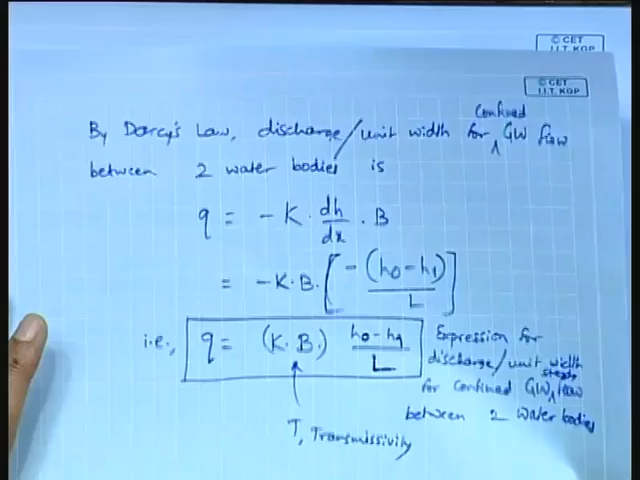 © CET
I.I.T. KGP
© CET
I.I.T. KGP
Confined
By Darcy's Law, discharge/unit width for ∧ GW flow
between 2 water bodies is
q = - K . dh/dx . B
= - K . B . [ - (h0 - h1) / L ]
i.e., q = (K . B.) h0 - h1 / L
Expression for
discharge/unit width
steady
for confined GW ∧ flow
between 2 water bodies
T, Transmissivity